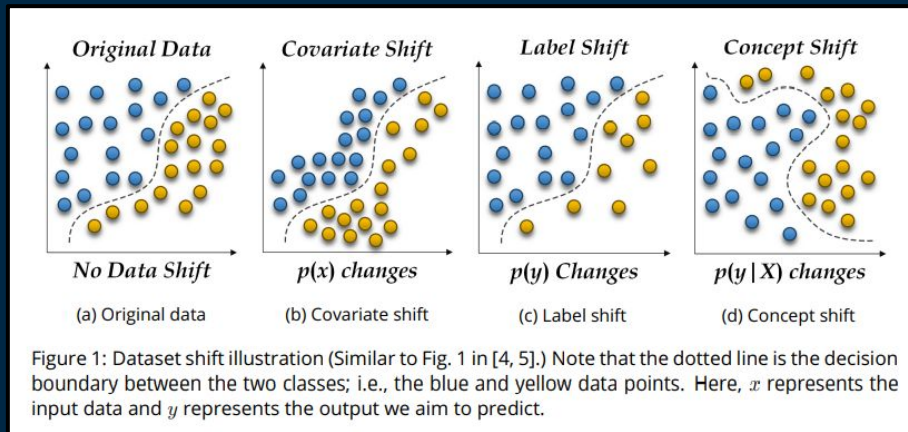 Original Data
Covariate Shift
Label Shift
Concept Shift
No Data Shift
p(x) changes
p(y) Changes
p(y|X) changes
(a) Original data
(b) Covariate shift
(c) Label shift
(d) Concept shift
Figure 1: Dataset shift illustration (Similar to Fig. 1 in [4, 5].) Note that the dotted line is the decision
boundary between the two classes; i.e., the blue and yellow data points. Here, x represents the
input data and y represents the output we aim to predict.